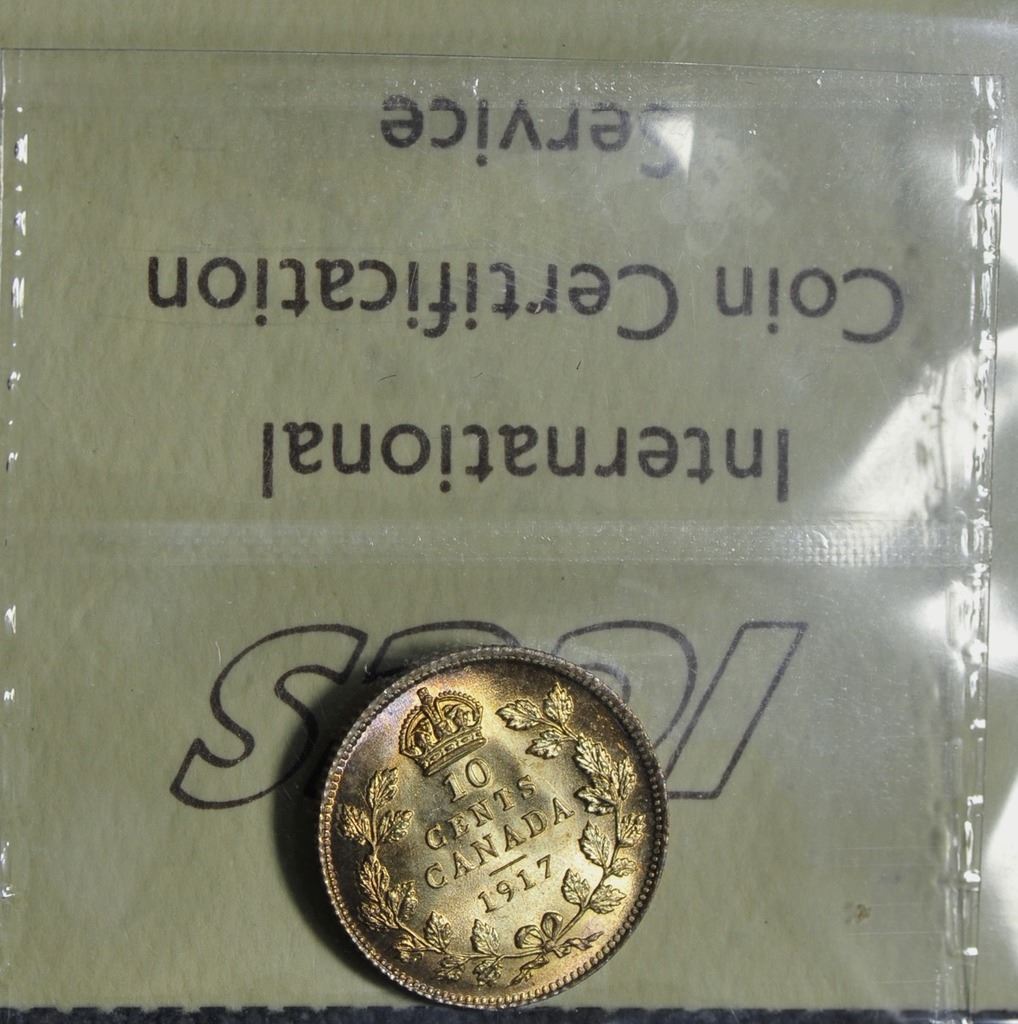 ICCS
International
Coin Certification
Service
10
CENTS
CANADA
1917